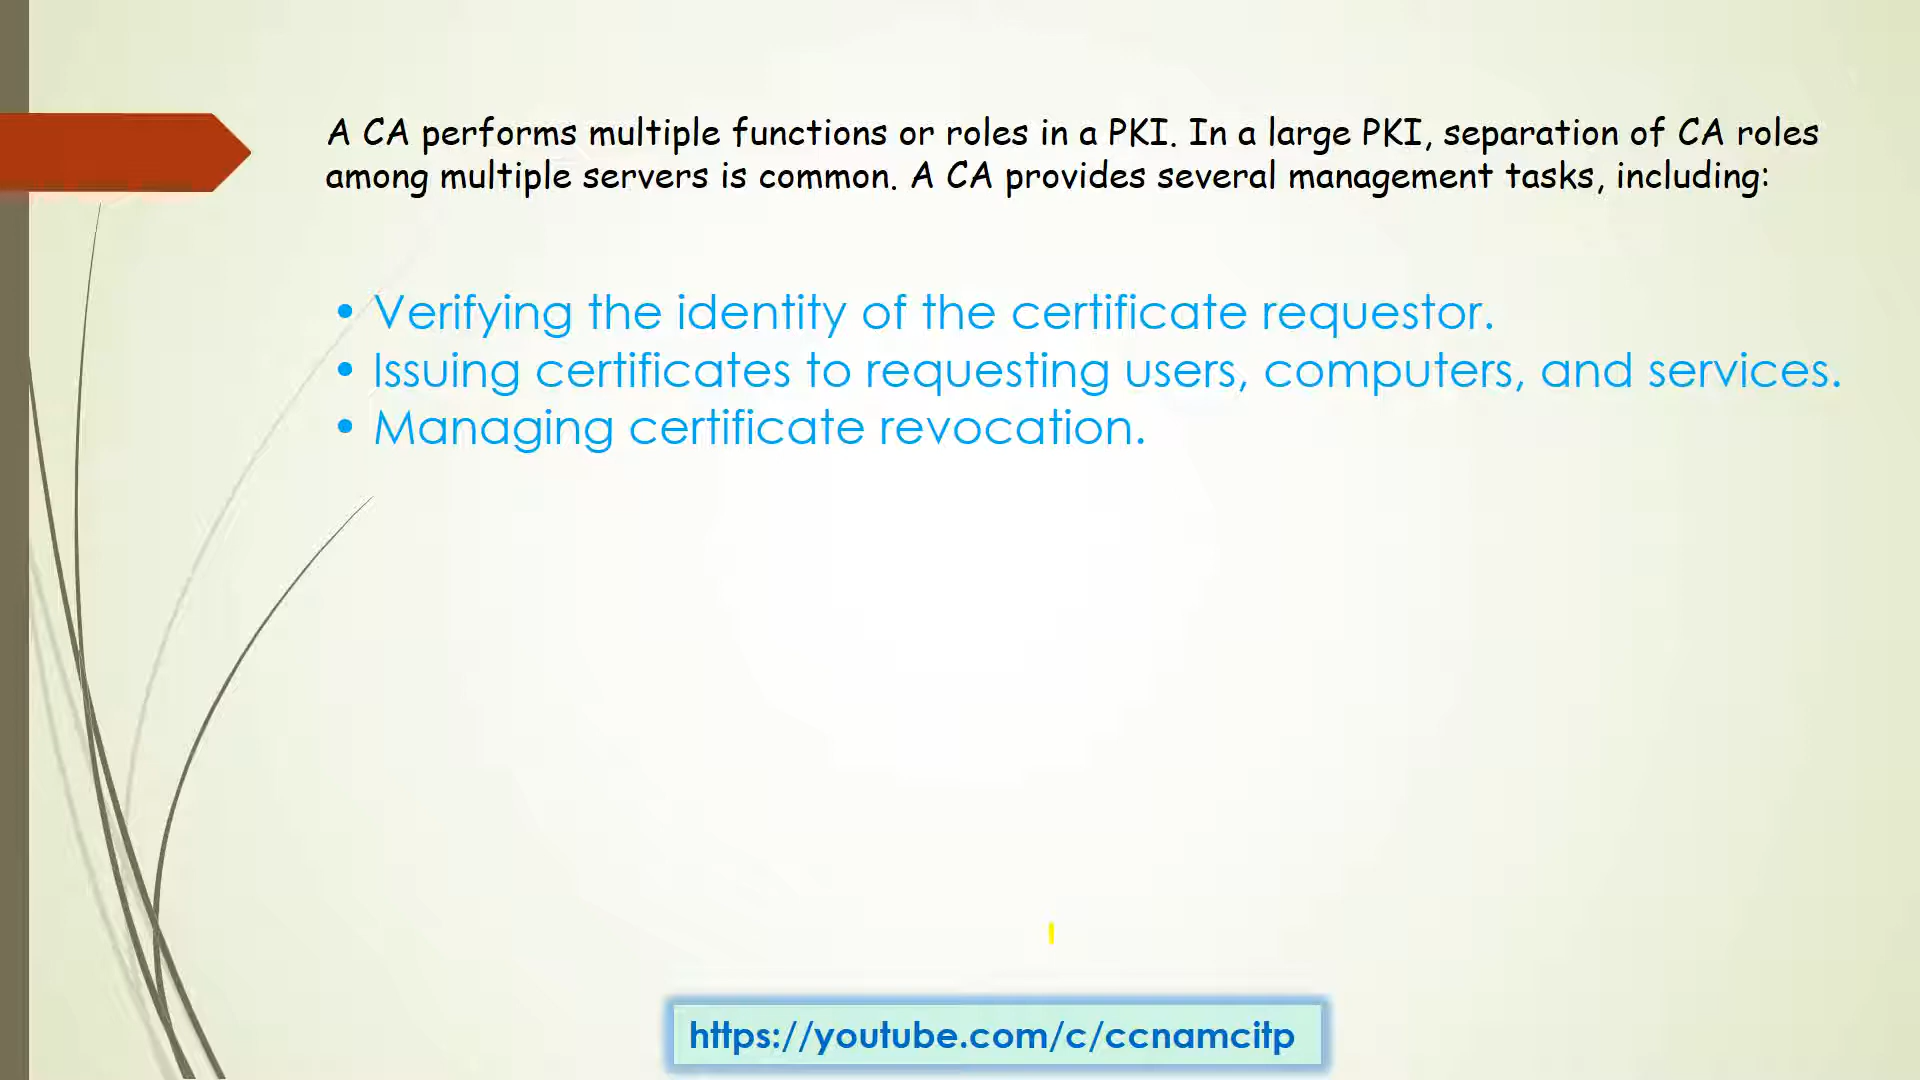 A CA performs multiple functions or roles in a PKI. In a large PKI, separation of CA roles
among multiple servers is common. A CA provides several management tasks, including:
• Verifying the identity of the certificate requestor.
• Issuing certificates to requesting users, computers, and services.
• Managing certificate revocation.
https://youtube.com/c/ccnamcitp